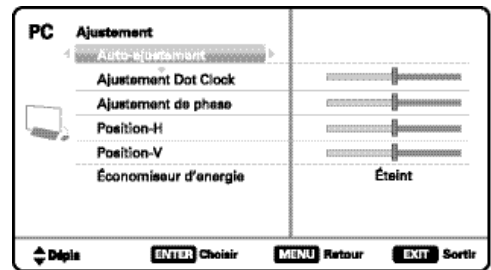 PC Ajustement
Auto-ajustement
Ajustement Dot Clock
Ajustement de phase
Position-H
Position-V
Économiseur d'énergie Éteint
Dépla ENTER Choisir MENU Retour EXIT Sortir